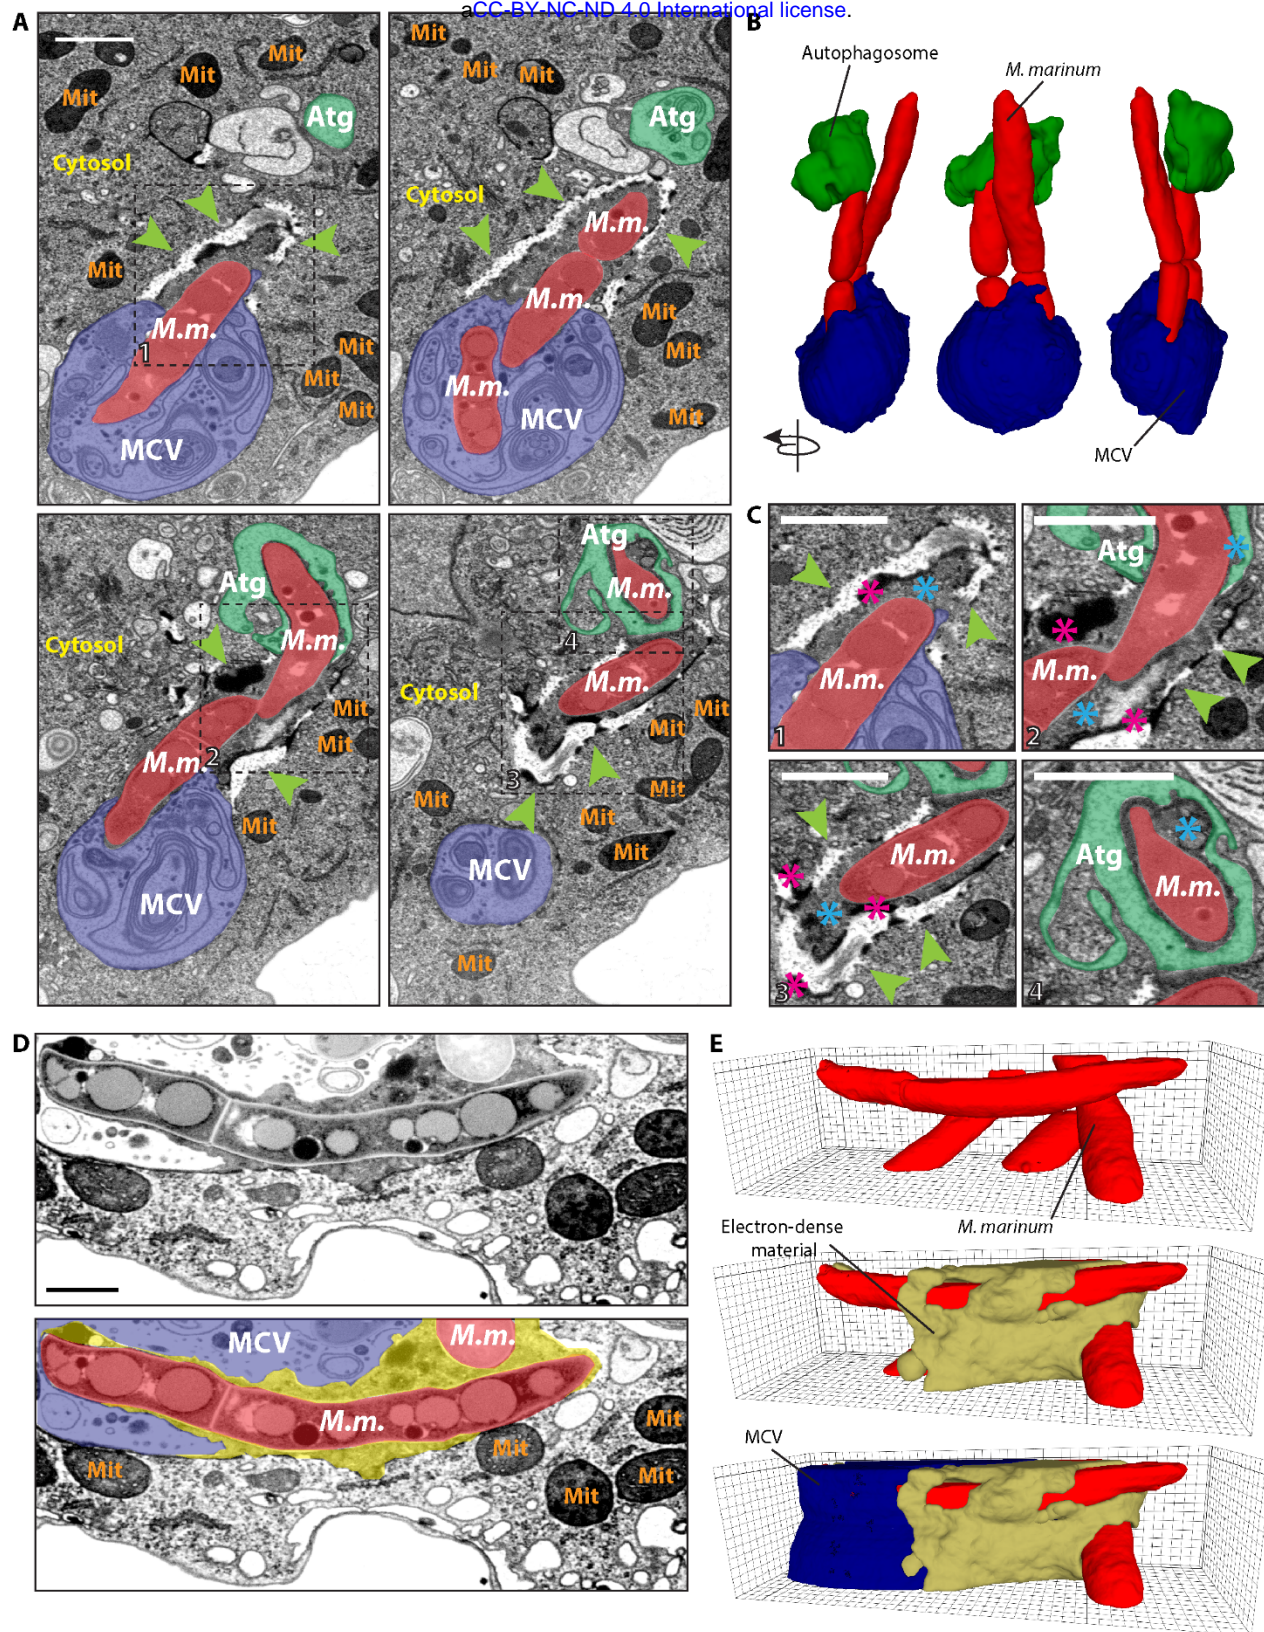 aCC-BY-NC-ND 4.0 International license.
A
Mit
Mit
Mit
Atg
Cytosol
Mit
M.m.
1
Mit
Mit
Mit
MCV
Mit
Mit
Mit
Atg
Cytosol
M.m.
M.m.
Mit
Mit
M.m.
MCV
Mit
Atg
Cytosol
M.m.
Mit
Mit
M.m.
2
Mit
MCV
Atg
M.m.
4
Cytosol
M.m.
Mit
Mit
3
Mit
Mit
Mit
Mit
MCV
Mit
B
Autophagosome
M. marinum
MCV
C
M.m.
1
Atg
M.m.
2
M.m.
3
Atg
M.m.
4
D
MCV
M.m.
M.m.
Mit
Mit
Mit
Mit
Mit
E
M. marinum
Electron-dense
material
MCV